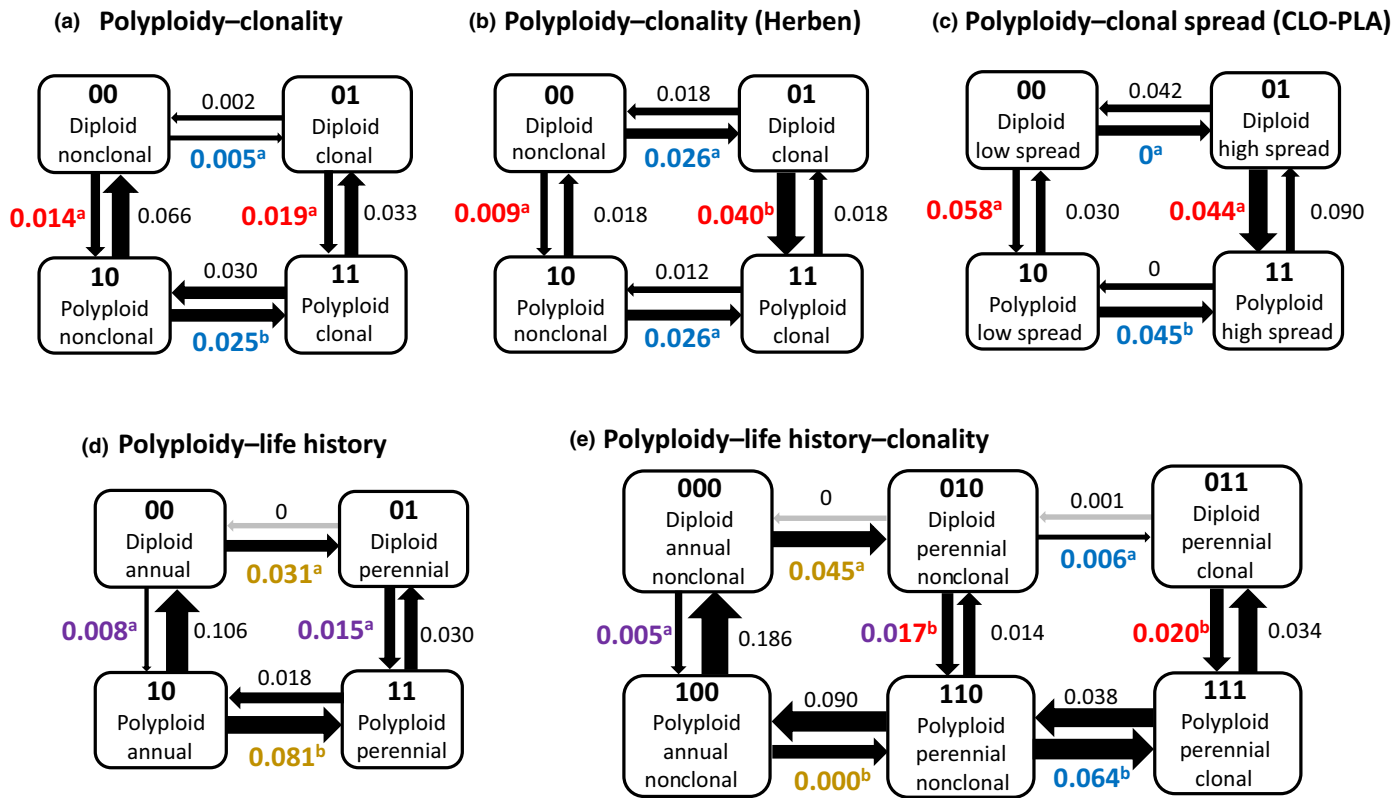 (a) Polyploidy–clonality
00
Diploid
nonclonal
0.002
0.005ᵃ
01
Diploid
clonal
0.014ᵃ
0.066
0.019ᵃ
0.033
10
Polyploid
nonclonal
0.030
0.025ᵇ
11
Polyploid
clonal
(b) Polyploidy–clonality (Herben)
00
Diploid
nonclonal
0.018
0.026ᵃ
01
Diploid
clonal
0.009ᵃ
0.018
0.040ᵇ
0.018
10
Polyploid
nonclonal
0.012
0.026ᵃ
11
Polyploid
clonal
(c) Polyploidy–clonal spread (CLO-PLA)
00
Diploid
low spread
0.042
0ᵃ
01
Diploid
high spread
0.058ᵃ
0.030
0.044ᵃ
0.090
10
Polyploid
low spread
0
0.045ᵇ
11
Polyploid
high spread
(d) Polyploidy–life history
00
Diploid
annual
0
0.031ᵃ
01
Diploid
perennial
0.008ᵃ
0.106
0.015ᵃ
0.030
10
Polyploid
annual
0.018
0.081ᵇ
11
Polyploid
perennial
(e) Polyploidy–life history–clonality
000
Diploid
annual
nonclonal
0
0.045ᵃ
010
Diploid
perennial
nonclonal
0.001
0.006ᵃ
011
Diploid
perennial
clonal
0.005ᵃ
0.186
0.017ᵇ
0.014
0.020ᵇ
0.034
100
Polyploid
annual
nonclonal
0.090
0.000ᵇ
110
Polyploid
perennial
nonclonal
0.038
0.064ᵇ
111
Polyploid
perennial
clonal